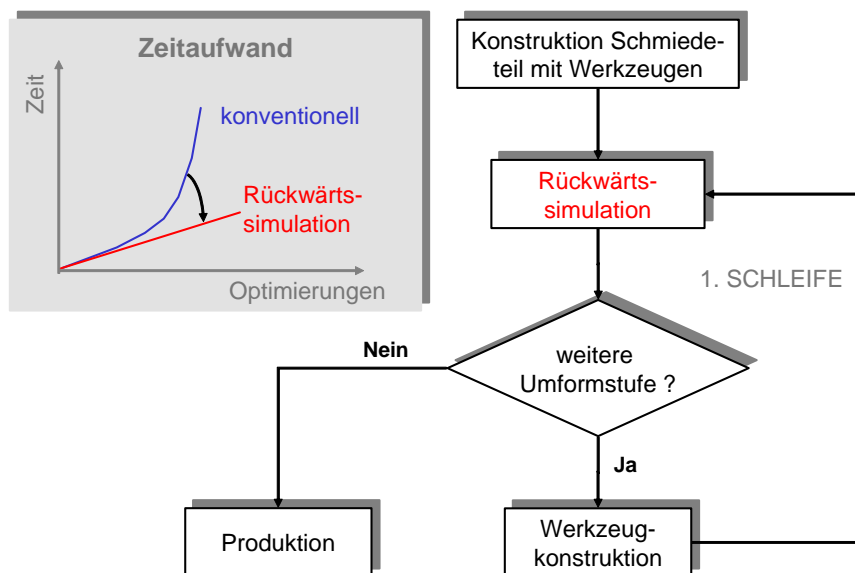 Zeitaufwand
Zeit
konventionell
Rückwärts-
simulation
Optimierungen
Konstruktion Schmiede-
teil mit Werkzeugen
Rückwärts-
simulation
1. SCHLEIFE
weitere
Umformstufe ?
Nein
Ja
Produktion
Werkzeug-
konstruktion